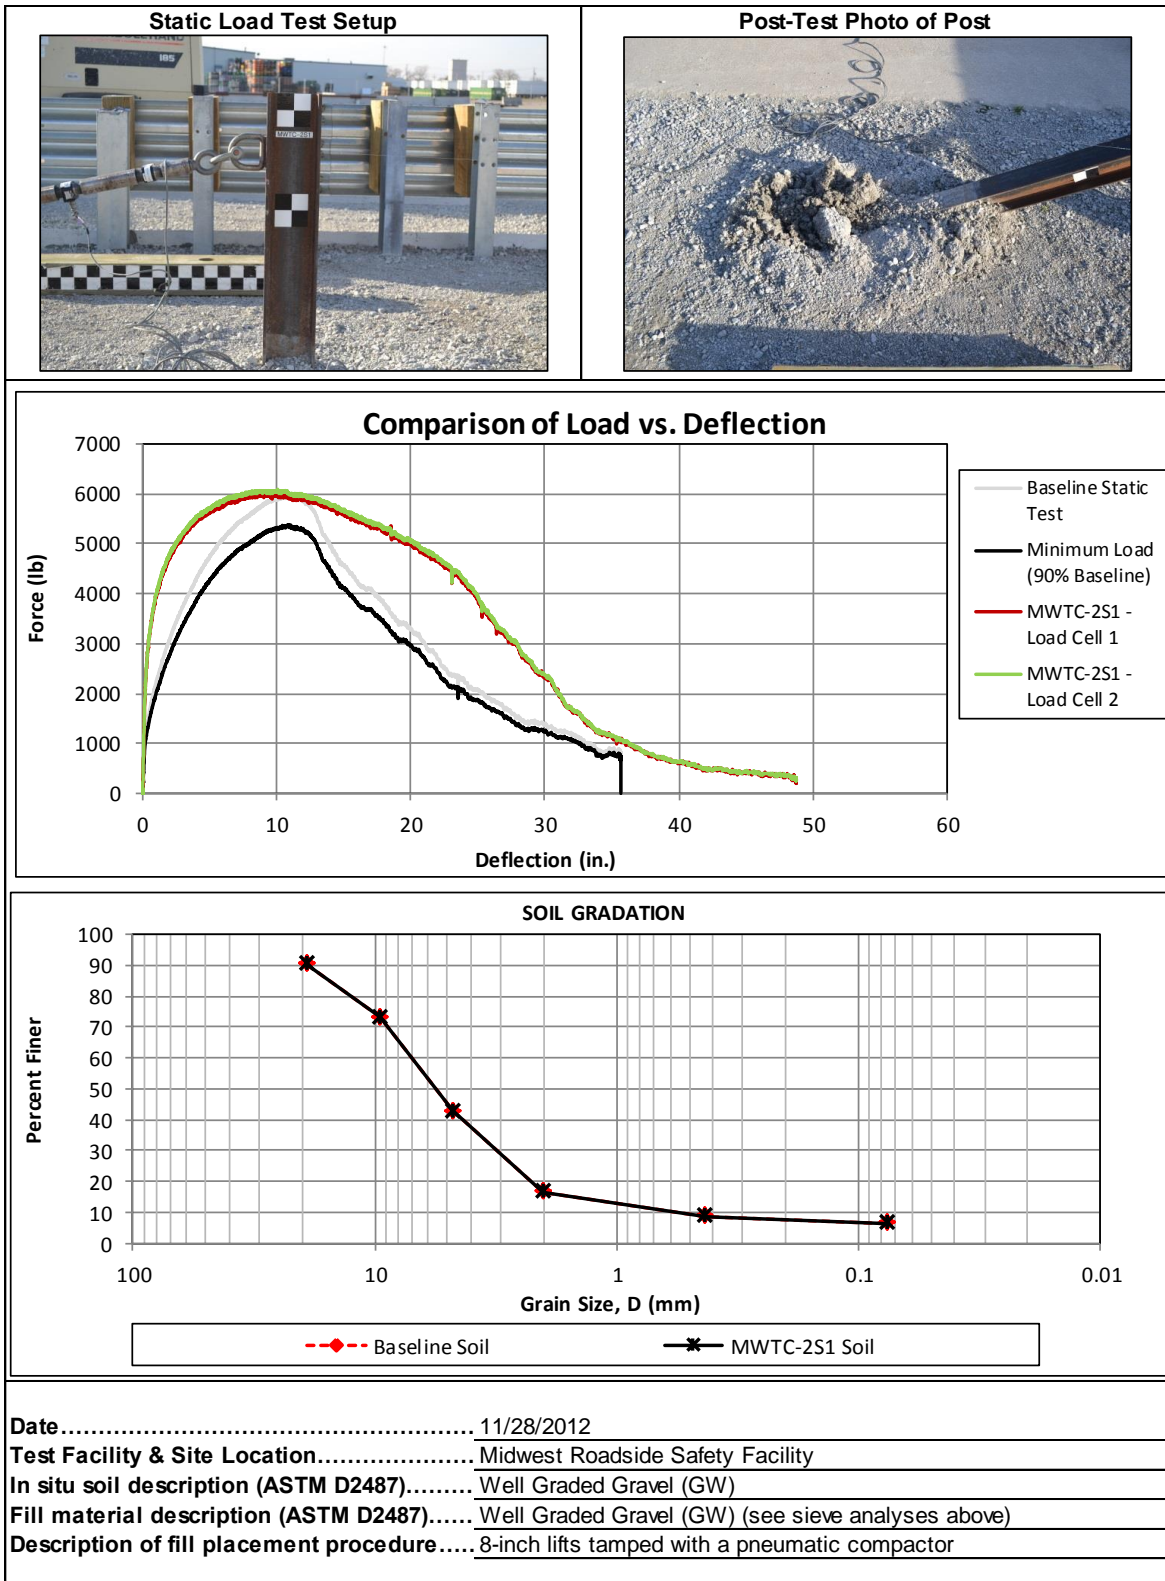 Static Load Test Setup
Post-Test Photo of Post
185
MWTC-2S1
Comparison of Load vs. Deflection
7000
6000
5000
4000
3000
2000
1000
0
Force (lb)
0 10 20 30 40 50 60
Deflection (in.)
Baseline Static
Test
Minimum Load
(90% Baseline)
MWTC-2S1 -
Load Cell 1
MWTC-2S1 -
Load Cell 2
SOIL GRADATION
100
90
80
70
60
50
40
30
20
10
0
Percent Finer
100 10 1 0.1 0.01
Grain Size, D (mm)
Baseline Soil
MWTC-2S1 Soil
Date.................................................... 11/28/2012
Test Facility & Site Location.................... Midwest Roadside Safety Facility
In situ soil description (ASTM D2487)......... Well Graded Gravel (GW)
Fill material description (ASTM D2487)...... Well Graded Gravel (GW) (see sieve analyses above)
Description of fill placement procedure..... 8-inch lifts tamped with a pneumatic compactor